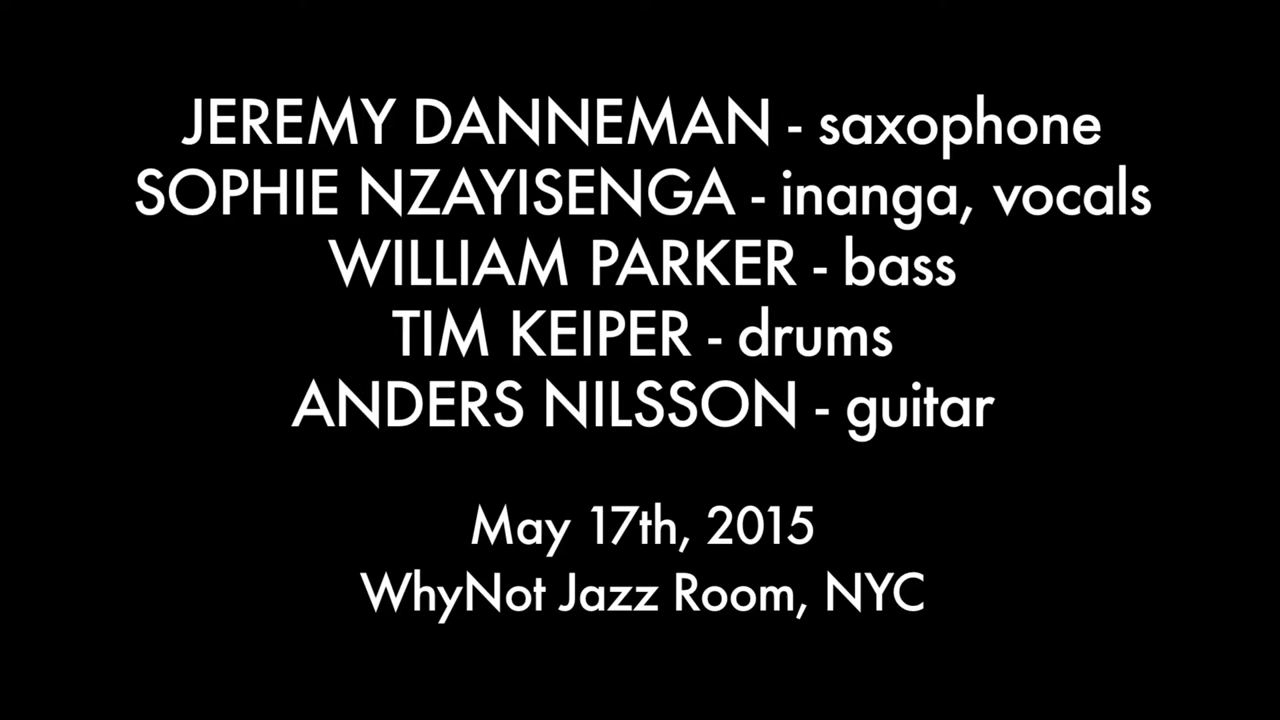 JEREMY DANNEMAN - saxophone
SOPHIE NZAYISENGA - inanga, vocals
WILLIAM PARKER - bass
TIM KEIPER - drums
ANDERS NILSSON - guitar
May 17th, 2015
WhyNot Jazz Room, NYC